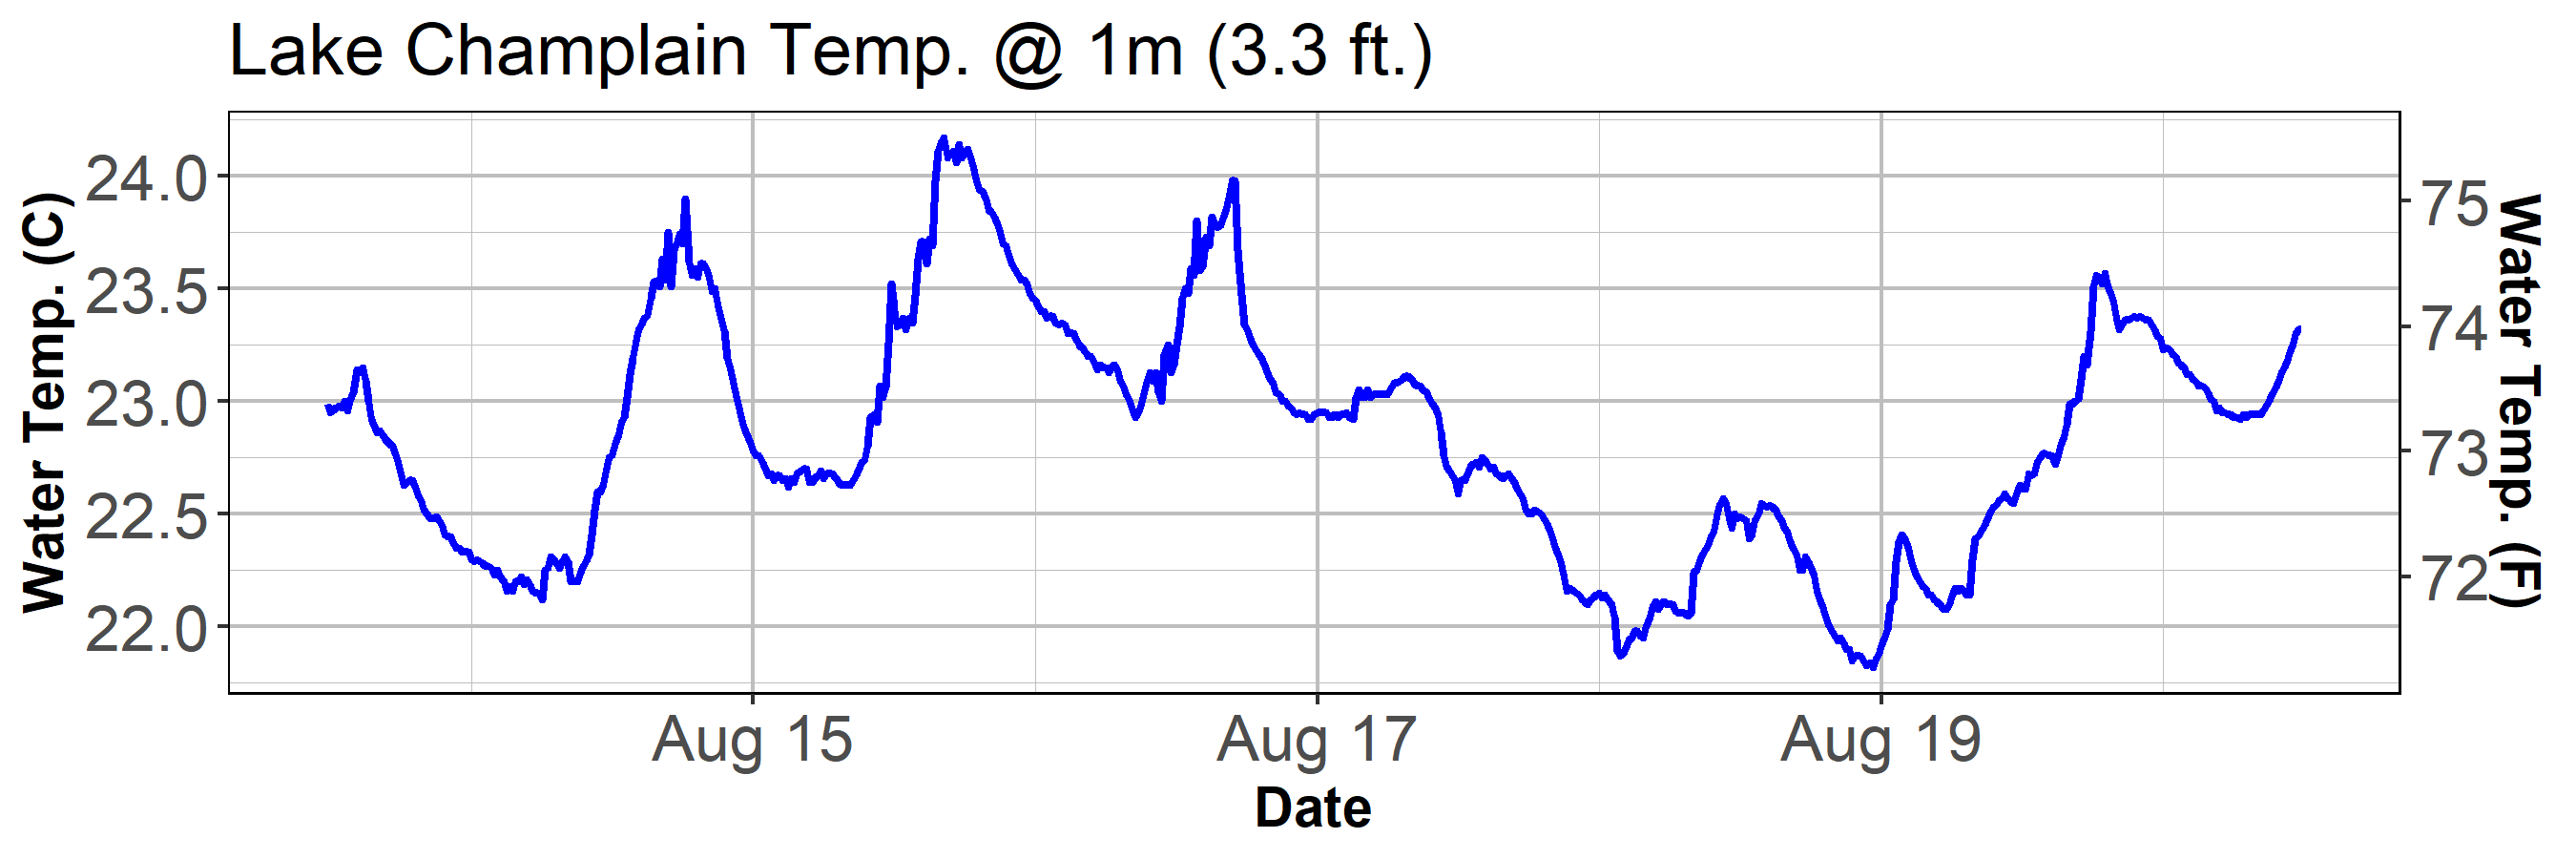 Lake Champlain Temp. @ 1m (3.3 ft.)
Water Temp. (C)
24.0
23.5
23.0
22.5
22.0
75
74
73
72
Water Temp. (F)
Aug 15
Aug 17
Aug 19
Date